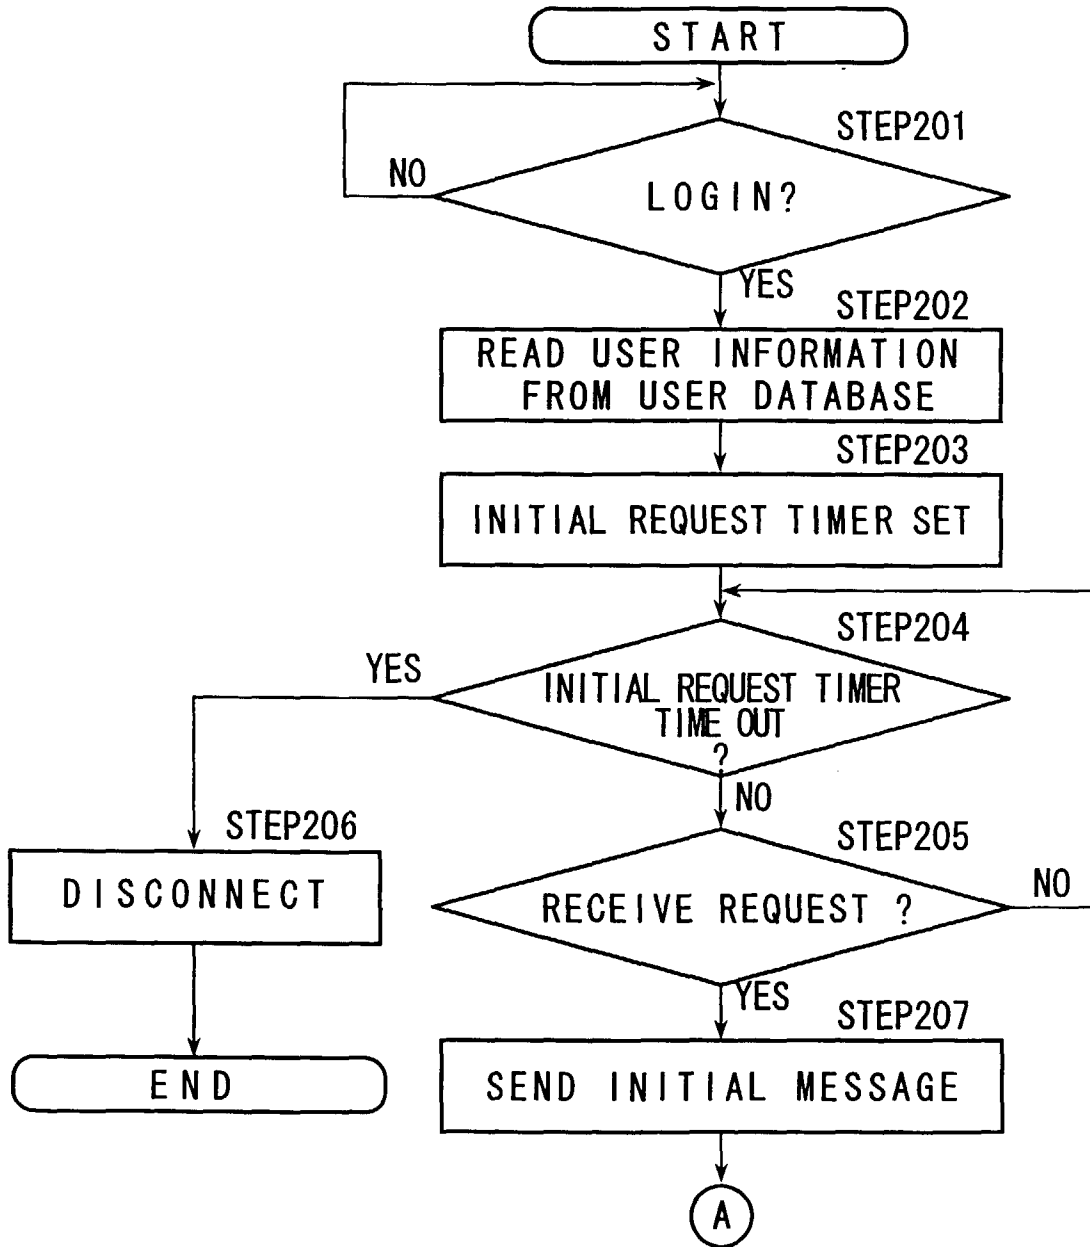 START
STEP201
NO
LOGIN?
YES
STEP202
READ USER INFORMATION
FROM USER DATABASE
STEP203
INITIAL REQUEST TIMER SET
STEP204
YES
INITIAL REQUEST TIMER
TIME OUT
?
NO
STEP206
STEP205
DISCONNECT
RECEIVE REQUEST ?
NO
YES
STEP207
END
SEND INITIAL MESSAGE
A